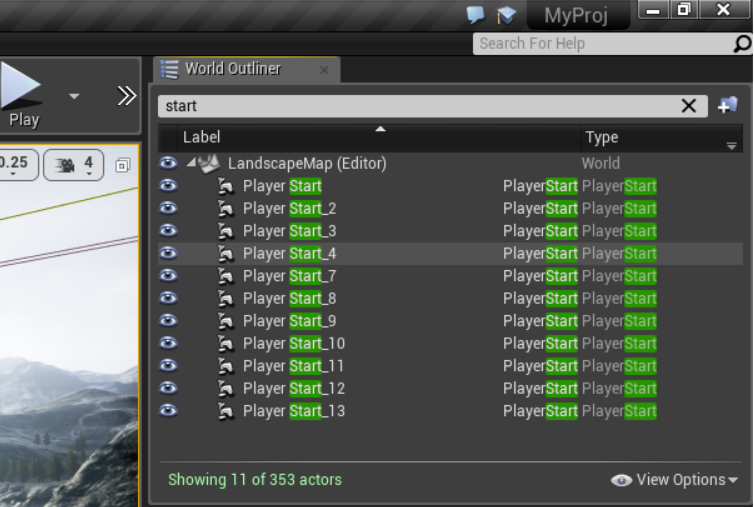 MyProj
Search For Help
World Outliner
Play
start
Label Type
0.25 4
LandscapeMap (Editor) World
Player Start PlayerStart PlayerStart
Player Start_2 PlayerStart PlayerStart
Player Start_3 PlayerStart PlayerStart
Player Start_4 PlayerStart PlayerStart
Player Start_7 PlayerStart PlayerStart
Player Start_8 PlayerStart PlayerStart
Player Start_9 PlayerStart PlayerStart
Player Start_10 PlayerStart PlayerStart
Player Start_11 PlayerStart PlayerStart
Player Start_12 PlayerStart PlayerStart
Player Start_13 PlayerStart PlayerStart
Showing 11 of 353 actors View Options